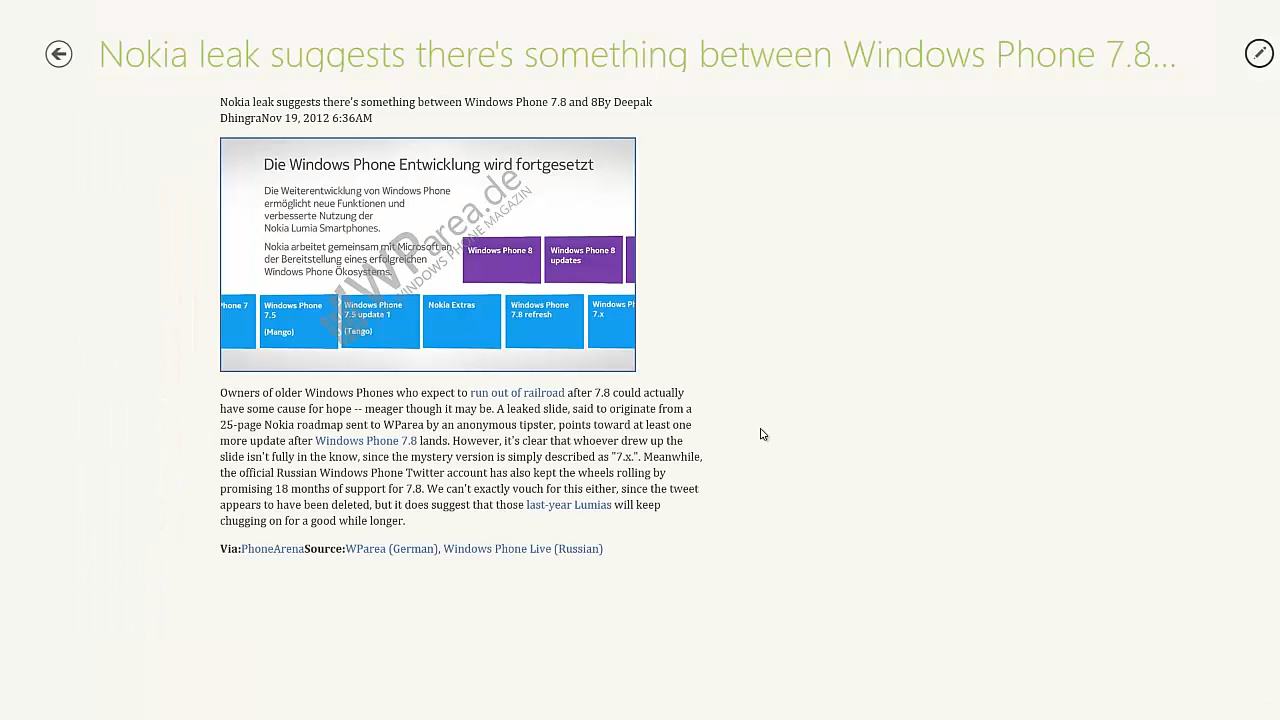 Nokia leak suggests there's something between Windows Phone 7.8...
Nokia leak suggests there's something between Windows Phone 7.8 and 8By Deepak
DhingraNov 19, 2012 6:36AM
Die Windows Phone Entwicklung wird fortgesetzt
Die Weiterentwicklung von Windows Phone
ermöglicht neue Funktionen und
verbesserte Nutzung der
Nokia Lumia Smartphones.
Nokia arbeitet gemeinsam mit Microsoft an
der Bereitstellung eines erfolgreichen
Windows Phone Ökosystems.
WParea.de
WINDOWS PHONE MAGAZIN
Windows Phone 8
Windows Phone 8
updates
hone 7
Windows Phone
7.5
(Mango)
Windows Phone
7.5 update 1
(Tango)
Nokia Extras
Windows Phone
7.8 refresh
Windows Ph
7.x
Owners of older Windows Phones who expect to run out of railroad after 7.8 could actually
have some cause for hope -- meager though it may be. A leaked slide, said to originate from a
25-page Nokia roadmap sent to WParea by an anonymous tipster, points toward at least one
more update after Windows Phone 7.8 lands. However, it's clear that whoever drew up the
slide isn't fully in the know, since the mystery version is simply described as "7.x.". Meanwhile,
the official Russian Windows Phone Twitter account has also kept the wheels rolling by
promising 18 months of support for 7.8. We can't exactly vouch for this either, since the tweet
appears to have been deleted, but it does suggest that those last-year Lumias will keep
chugging on for a good while longer.
Via:PhoneArenaSource:WParea (German), Windows Phone Live (Russian)